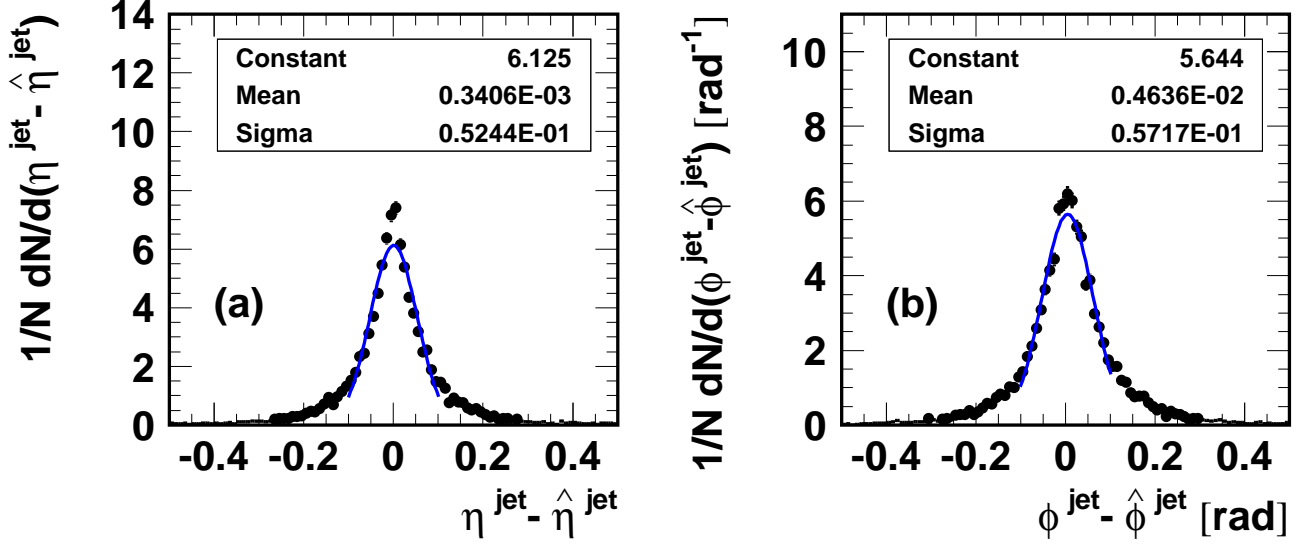 1/N dN/d(η jet- η̂ jet)
14
12
10
8
6
4
2
0
Constant 6.125
Mean 0.3406E-03
Sigma 0.5244E-01
(a)
-0.4 -0.2 0 0.2 0.4
η jet- η̂ jet
1/N dN/d(ϕ jet-ϕ̂ jet) [rad-1]
10
8
6
4
2
0
Constant 5.644
Mean 0.4636E-02
Sigma 0.5717E-01
(b)
-0.4 -0.2 0 0.2 0.4
ϕ jet- ϕ̂ jet [rad]